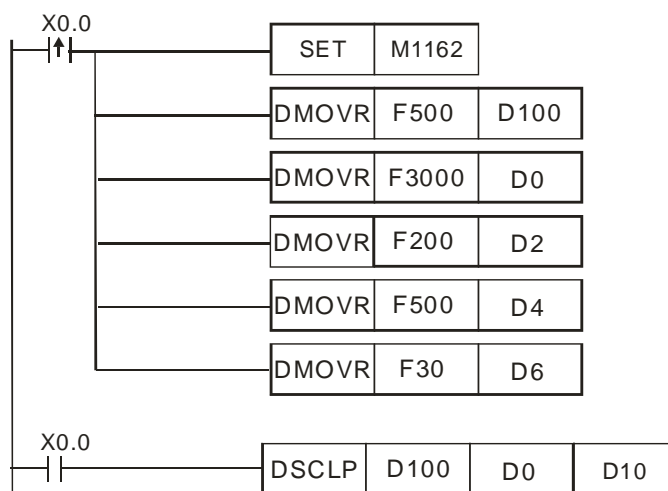 X0.0
SET M1162
DMOVR F500 D100
DMOVR F3000 D0
DMOVR F200 D2
DMOVR F500 D4
DMOVR F30 D6
X0.0
DSCLP D100 D0 D10